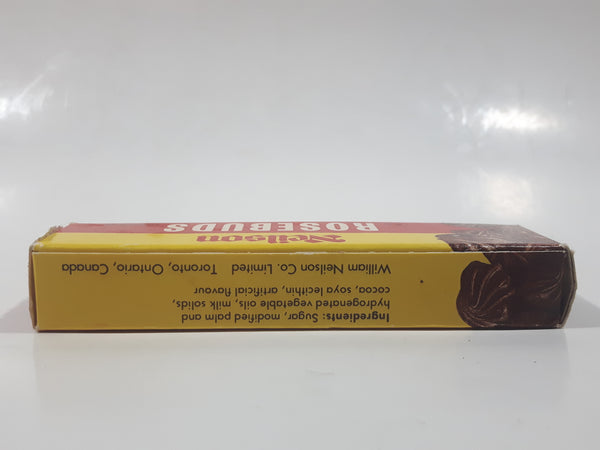 Ingredients: Sugar, modified palm and
hydrogenated vegetable oils, milk solids,
cocoa, soya lecithin, artificial flavour
William Neilson Co. Limited Toronto, Ontario, Canada
Neilson
ROSEBUDS